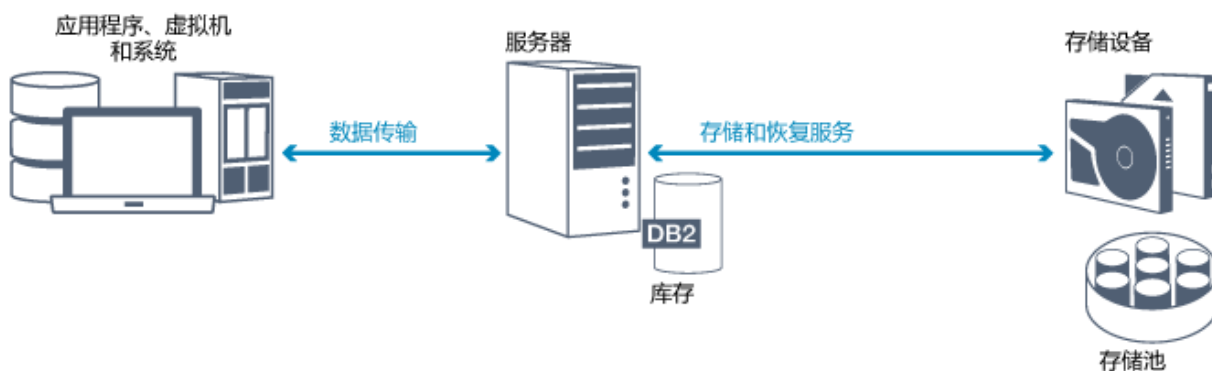 应用程序、虚拟机
和系统
服务器
存储设备
数据传输
存储和恢复服务
DB2
库存
存储池